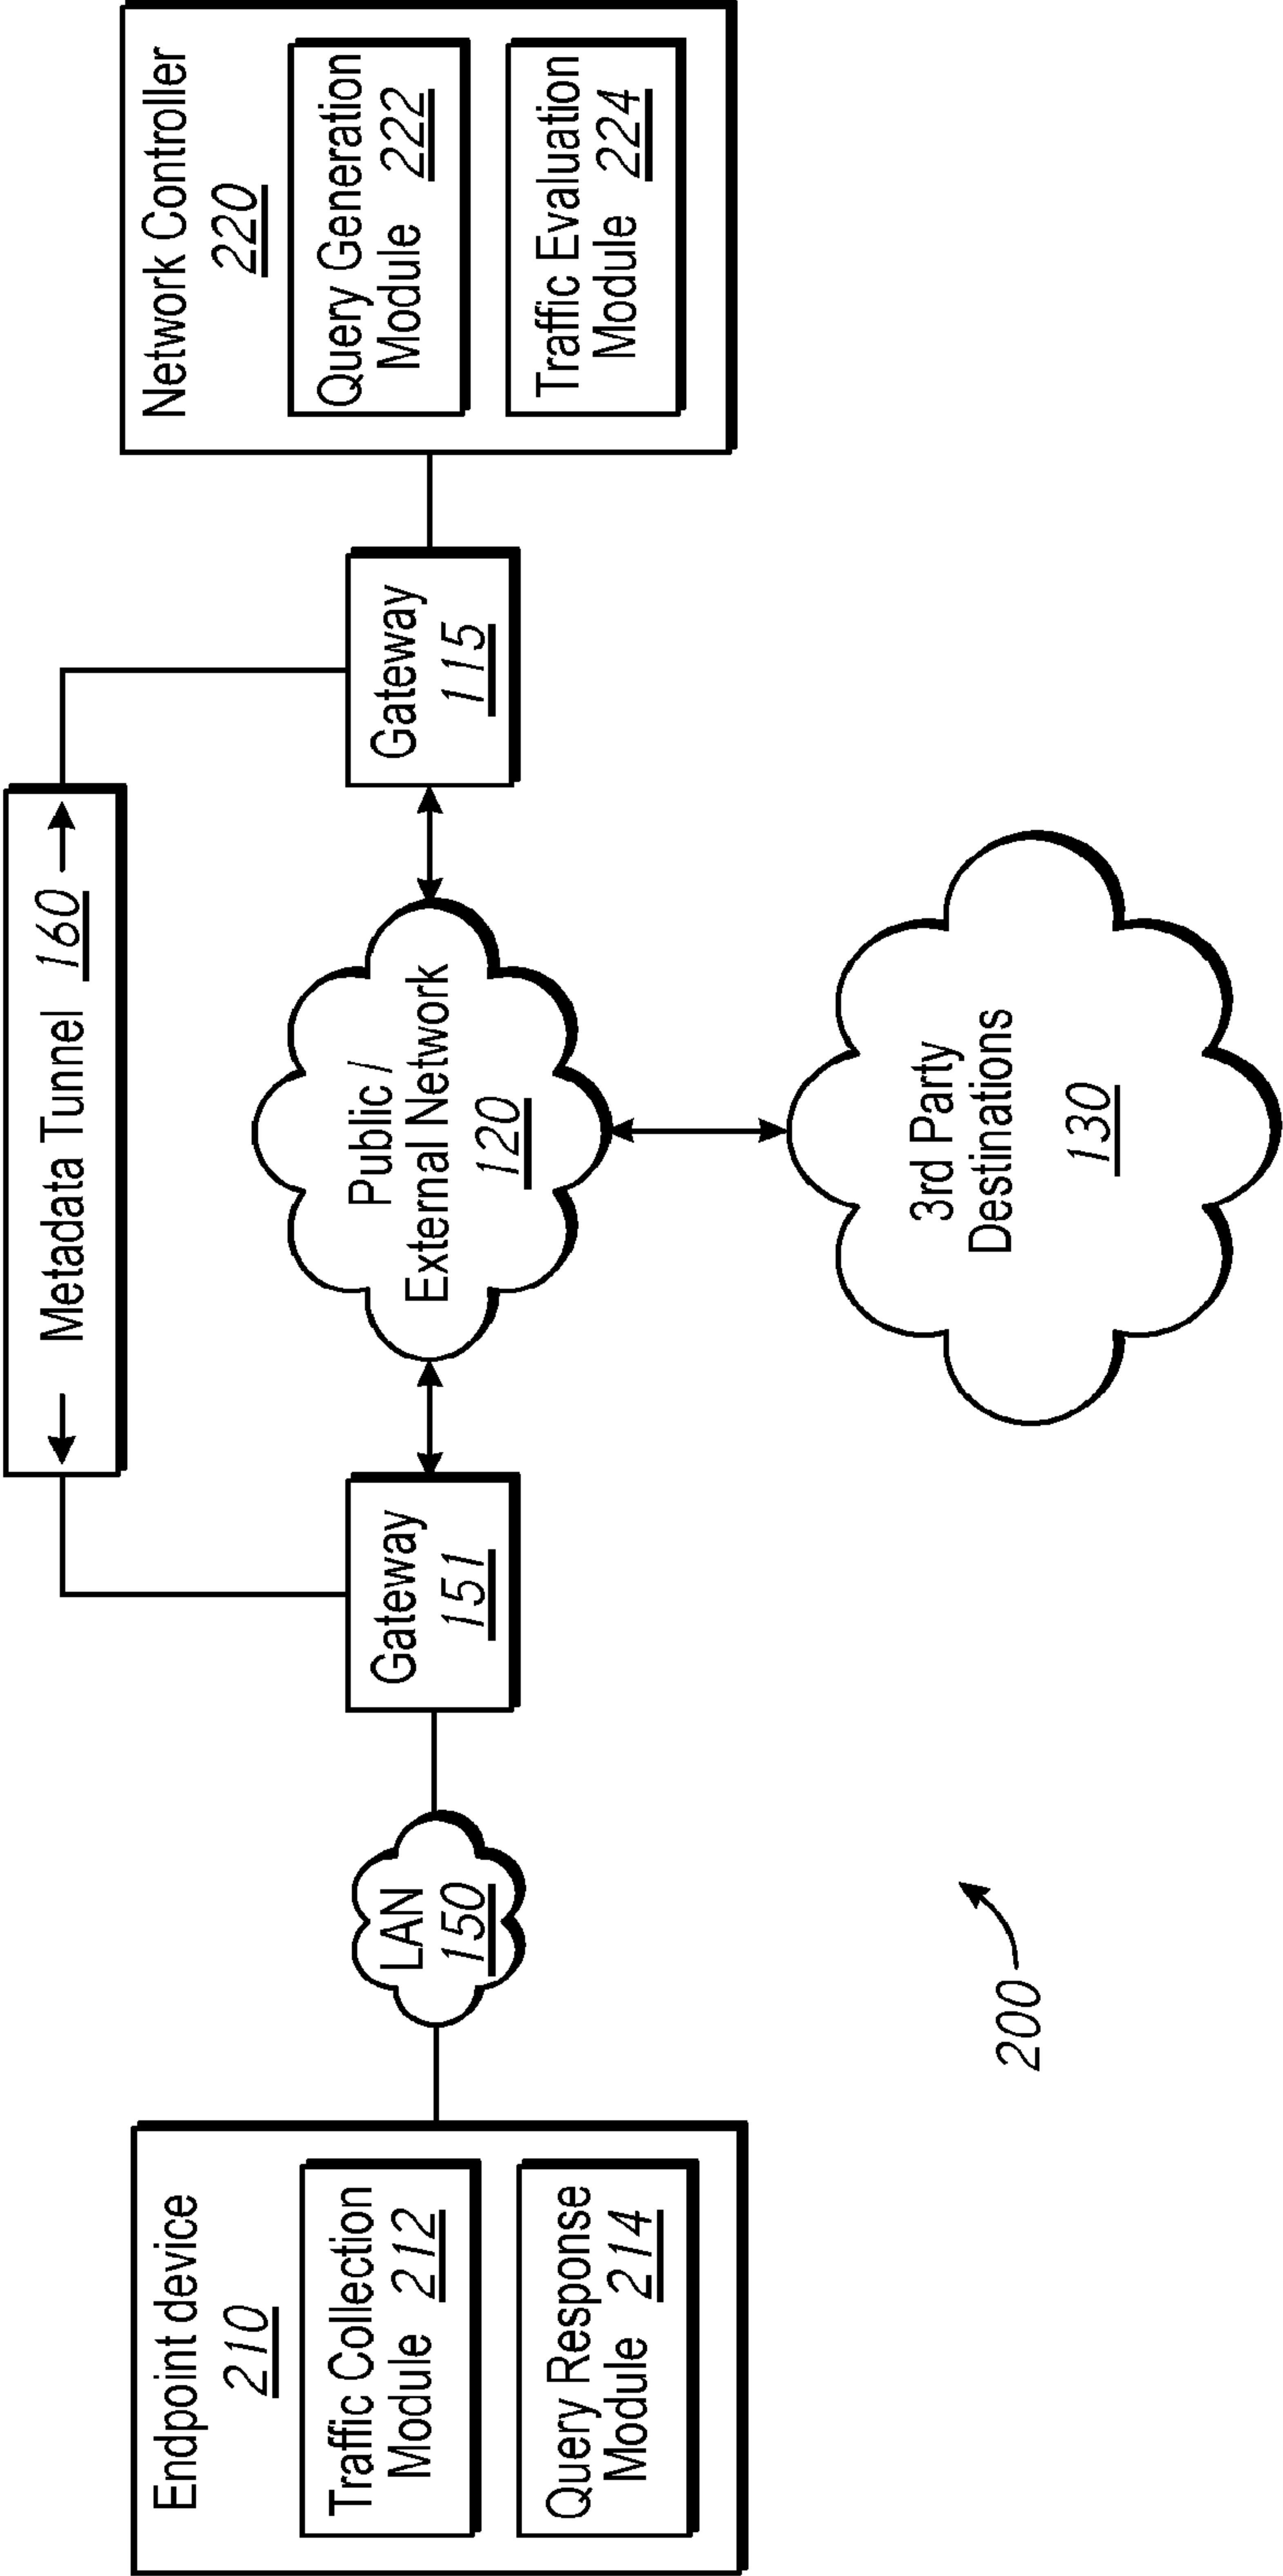 Metadata Tunnel 160
Endpoint device
210
Traffic Collection
Module 212
Query Response
Module 214
LAN
150
Gateway
151
Public /
External Network
120
Gateway
115
Network Controller
220
Query Generation
Module 222
Traffic Evaluation
Module 224
3rd Party
Destinations
130
200